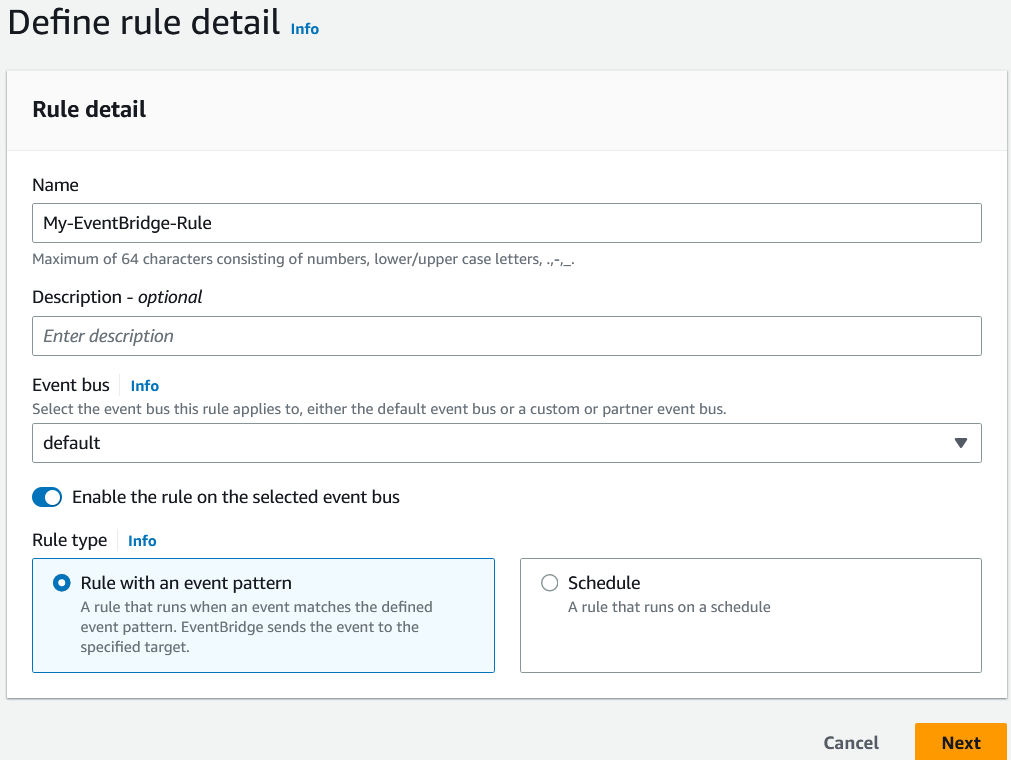 Define rule detail Info
Rule detail
Name
My-EventBridge-Rule
Maximum of 64 characters consisting of numbers, lower/upper case letters, .,-,_.
Description - optional
Enter description
Event bus Info
Select the event bus this rule applies to, either the default event bus or a custom or partner event bus.
default
Enable the rule on the selected event bus
Rule type Info
Rule with an event pattern
A rule that runs when an event matches the defined
event pattern. EventBridge sends the event to the
specified target.
Schedule
A rule that runs on a schedule
Cancel Next